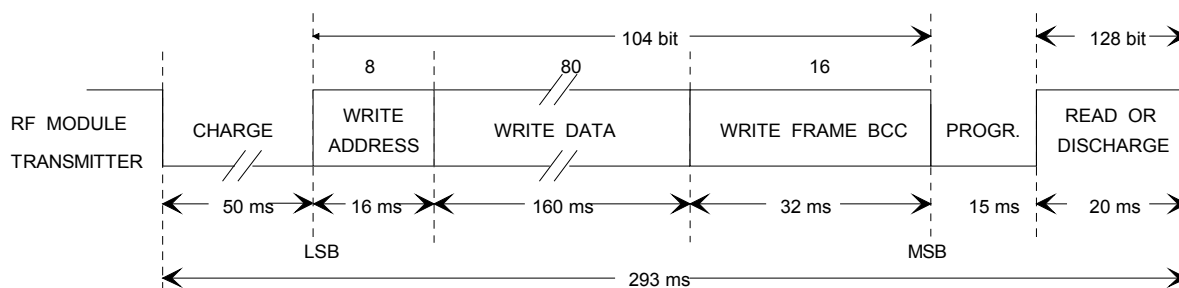 104 bit 128 bit
8 80 16
RF MODULE
TRANSMITTER
CHARGE
WRITE
ADDRESS
WRITE DATA
WRITE FRAME BCC
PROGR.
READ OR
DISCHARGE
50 ms 16 ms 160 ms 32 ms 15 ms 20 ms
LSB MSB
293 ms